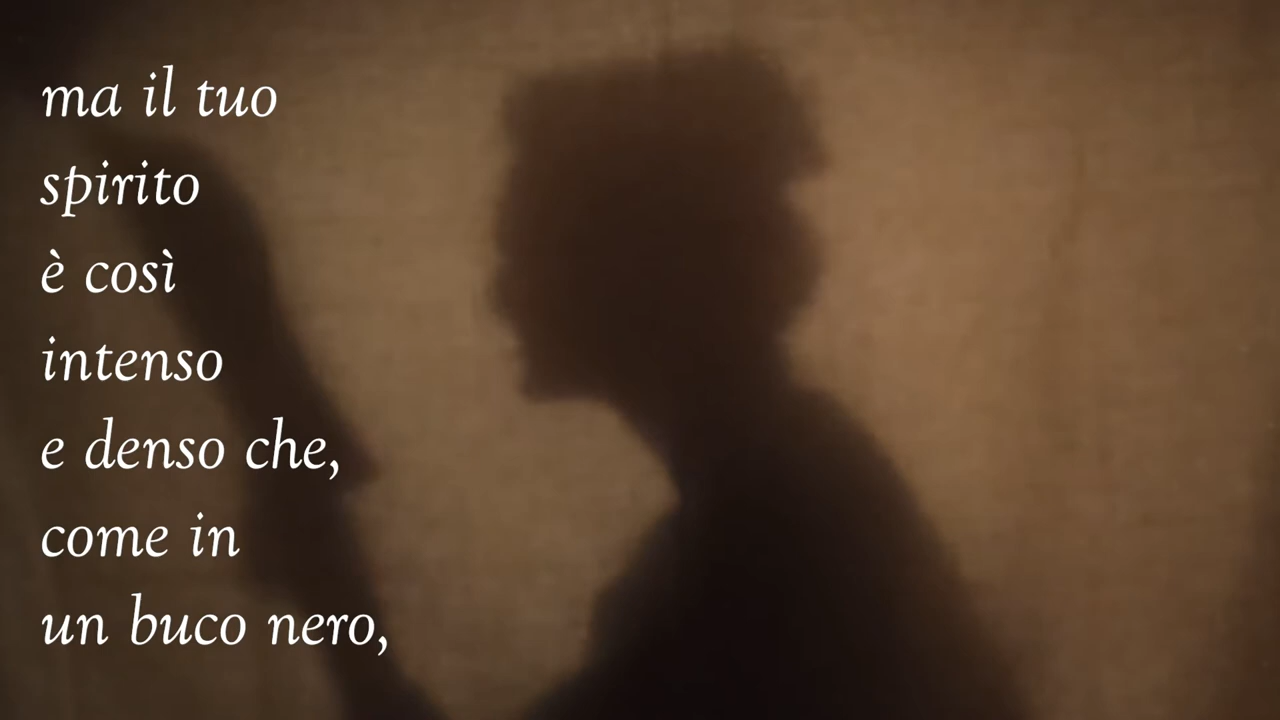 ma il tuo
spirito
è così
intenso
e denso che,
come in
un buco nero,